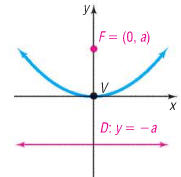 y
F = (0, a)
V
x
D: y = −a